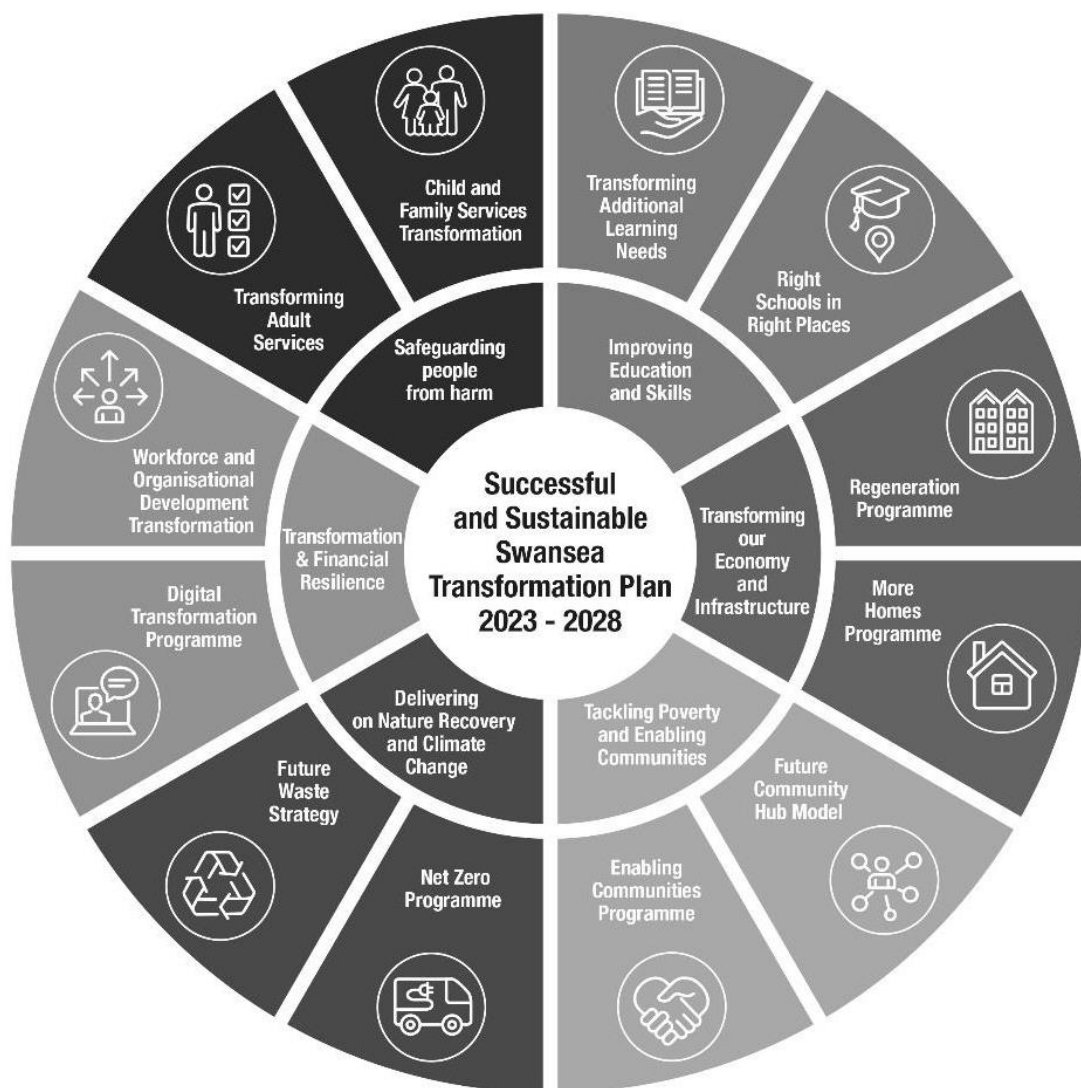 Child and
Family Services
Transformation
Transforming
Additional
Learning
Needs
Right
Schools in
Right Places
Transforming
Adult
Services
Safeguarding
people
from harm
Improving
Education
and Skills
Regeneration
Programme
Workforce and
Organisational
Development
Transformation
Transformation
& Financial
Resilience
Successful
and Sustainable
Swansea
Transformation Plan
2023 - 2028
Transforming
our
Economy
and
Infrastructure
More
Homes
Programme
Digital
Transformation
Programme
Delivering
on Nature Recovery
and Climate
Change
Tackling Poverty
and Enabling
Communities
Future
Waste
Strategy
Future
Community
Hub Model
Net Zero
Programme
Enabling
Communities
Programme